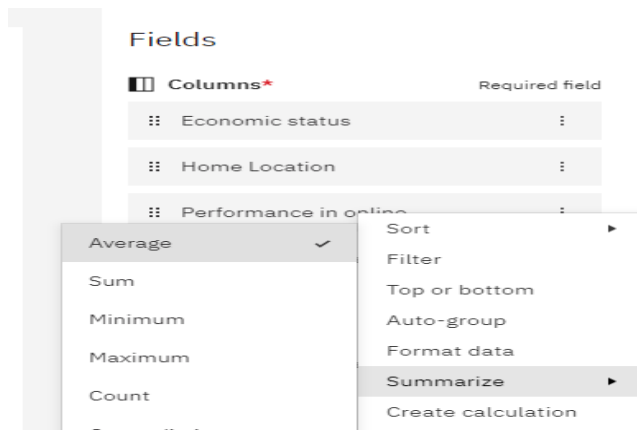 Fields
Columns* Required field
Economic status
Home Location
Performance in online
Average
Sum
Minimum
Maximum
Count
Sort
Filter
Top or bottom
Auto-group
Format data
Summarize
Create calculation